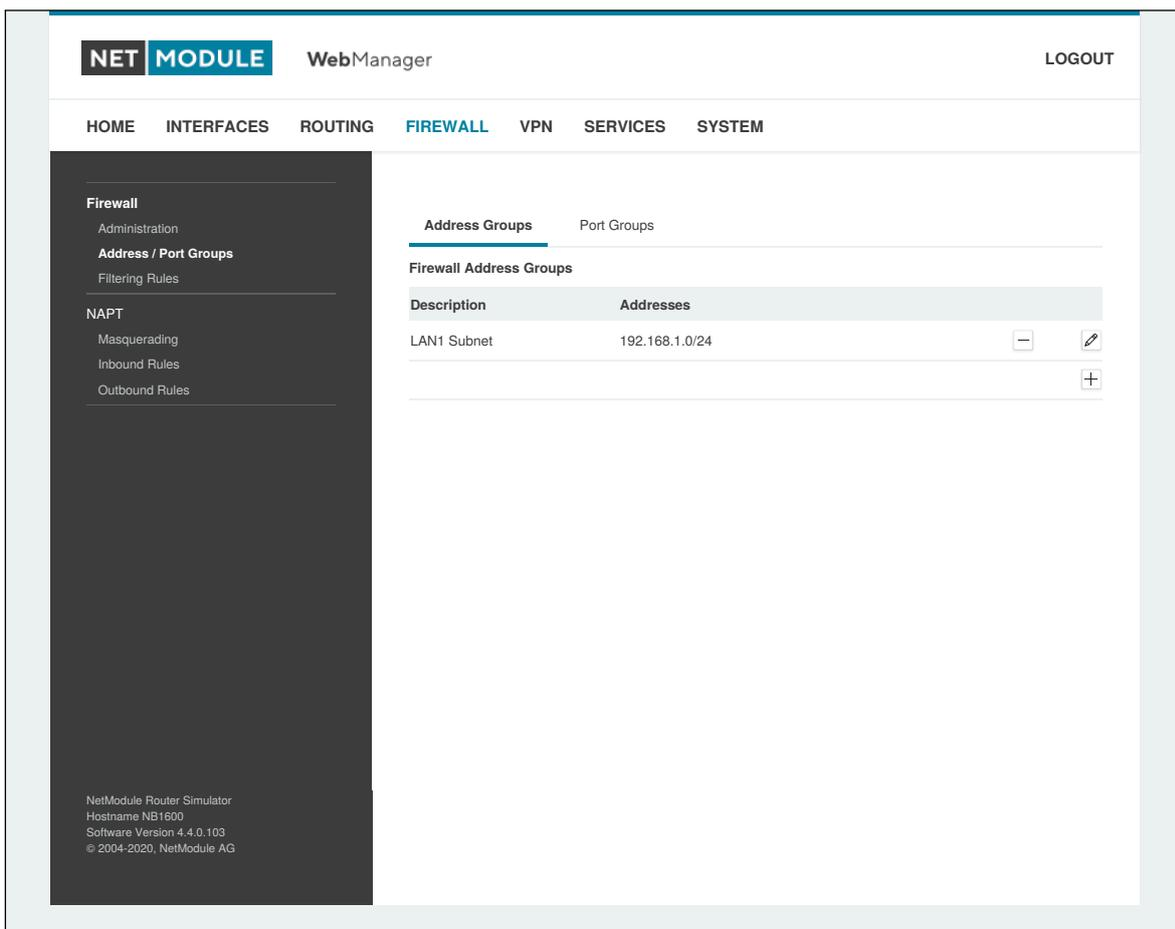 NET MODULE WebManager LOGOUT
HOME INTERFACES ROUTING FIREWALL VPN SERVICES SYSTEM
Firewall
Administration
Address / Port Groups
Filtering Rules
NAPT
Masquerading
Inbound Rules
Outbound Rules
Address Groups Port Groups
Firewall Address Groups
Description Addresses
LAN1 Subnet 192.168.1.0/24
NetModule Router Simulator
Hostname NB1600
Software Version 4.4.0.103
© 2004-2020, NetModule AG